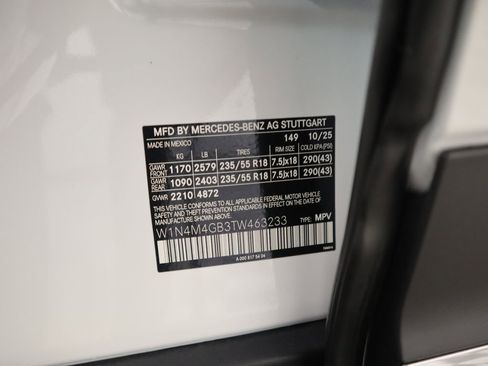 MFD BY MERCEDES-BENZ AG STUTTGART
MADE IN MEXICO 149 10/25
KG LB TIRES RIM SIZE COLD KPA(PSI)
GAWR FRONT 1170 2579 235/55 R18 7.5Jx18 290(43)
GAWR REAR 1090 2403 235/55 R18 7.5Jx18 290(43)
GVWR 2210 4872
THIS VEHICLE CONFORMS TO ALL APPLICABLE FEDERAL MOTOR VEHICLE
SAFETY AND THEFT PREVENTION STANDARDS IN EFFECT ON THE DATE OF
MANUFACTURE SHOWN ABOVE.
W1N4M4GB3TW463233 TYPE: MPV
A 000 817 54 06